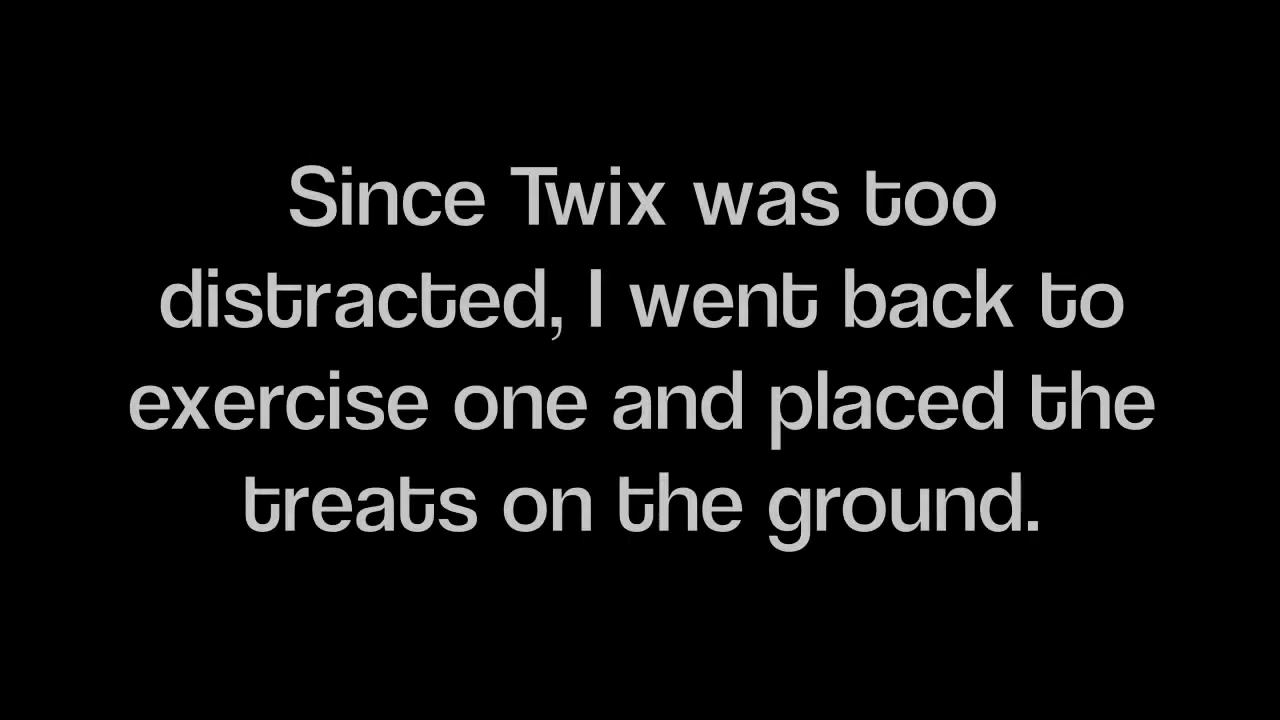 Since Twix was too
distracted, I went back to
exercise one and placed the
treats on the ground.